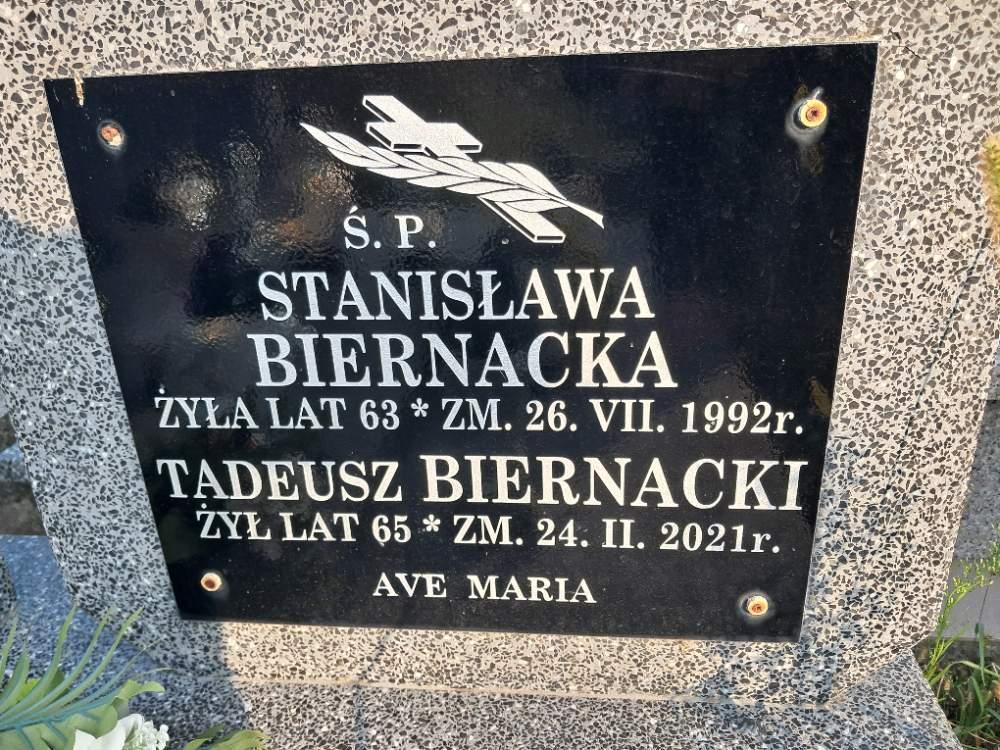 Ś. P.
STANISŁAWA
BIERNACKA
ŻYŁA LAT 63 * ZM. 26. VII. 1992r.
TADEUSZ BIERNACKI
ŻYŁ LAT 65 * ZM. 24. II. 2021r.
AVE MARIA